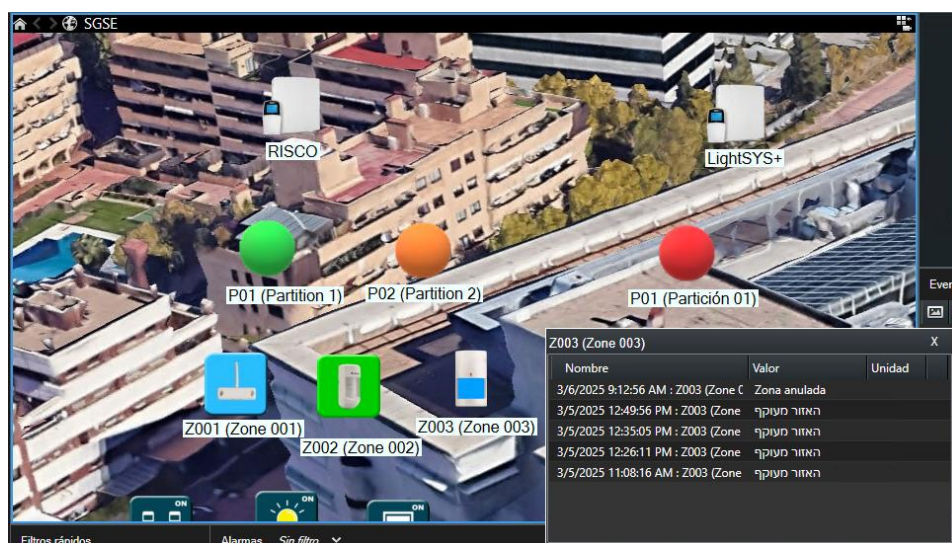 SGSE
RISCO
LightSYS+
P01 (Partition 1)
P02 (Partition 2)
P01 (Partición 01)
Z001 (Zone 001)
Z002 (Zone 002)
Z003 (Zone 003)
ON
ON
ON
Z003 (Zone 003) X
Nombre Valor Unidad
3/6/2025 9:12:56 AM : Z003 (Zone Zona anulada
3/5/2025 12:49:56 PM : Z003 (Zone האזור מעוקף
3/5/2025 12:35:05 PM : Z003 (Zone האזור מעוקף
3/5/2025 12:26:11 PM : Z003 (Zone האזור מעוקף
3/5/2025 11:08:16 AM : Z003 (Zone האזור מעוקף
Filtros rápidos Alarmas Sin filtro